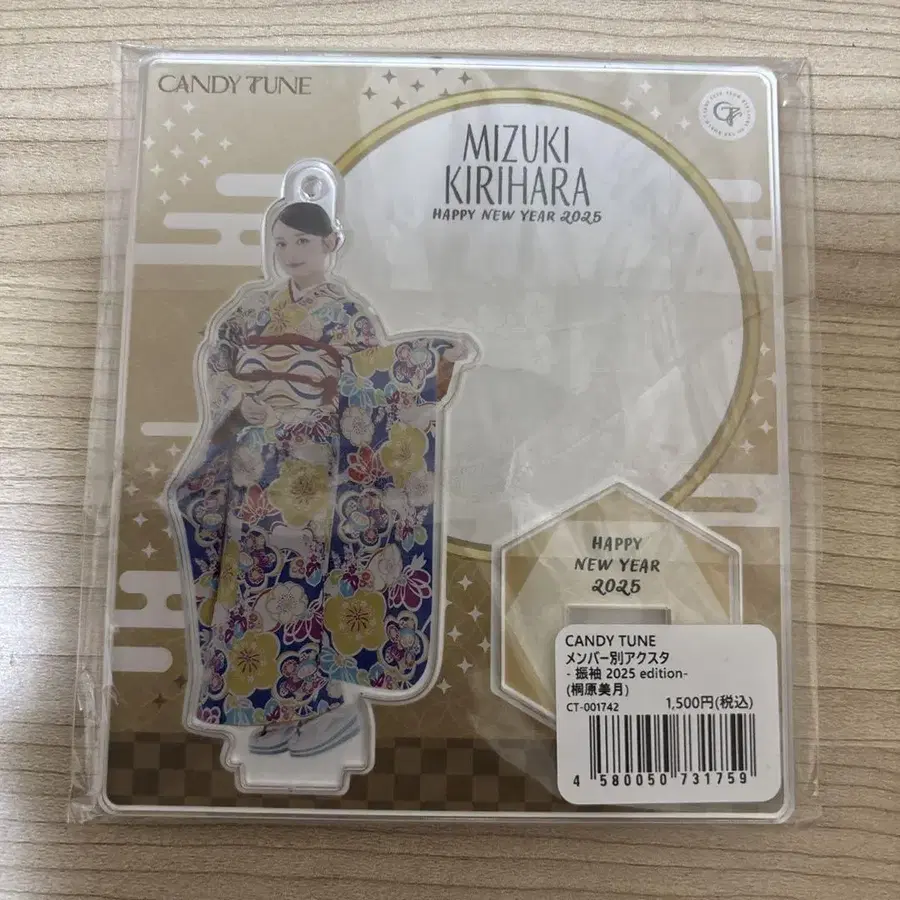 CANDY TUNE
MIZUKI
KIRIHARA
HAPPY NEW YEAR 2025
HAPPY
NEW YEAR
2025
CANDY TUNE
メンバー別アクスタ
- 振袖 2025 edition-
(桐原美月)
CT-001742 1,500円(税込)
4 580050 731759